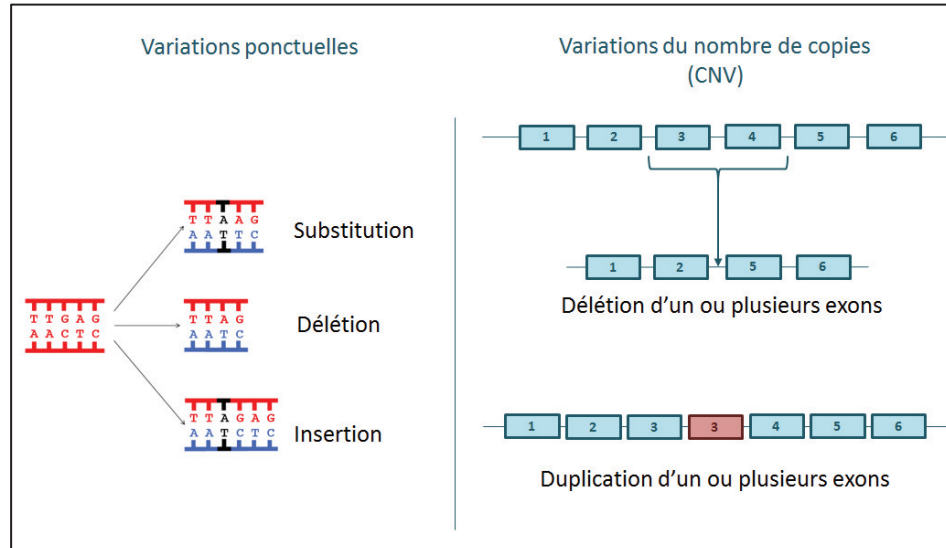 Variations ponctuelles
Variations du nombre de copies
(CNV)
1 2 3 4 5 6
T T A A G
A A T T C
Substitution
1 2 5 6
Délétion d'un ou plusieurs exons
T T G A G
A A C T C
T T A G
A A T C
Délétion
T T A G A G
A A T C T C
Insertion
1 2 3 3 4 5 6
Duplication d'un ou plusieurs exons